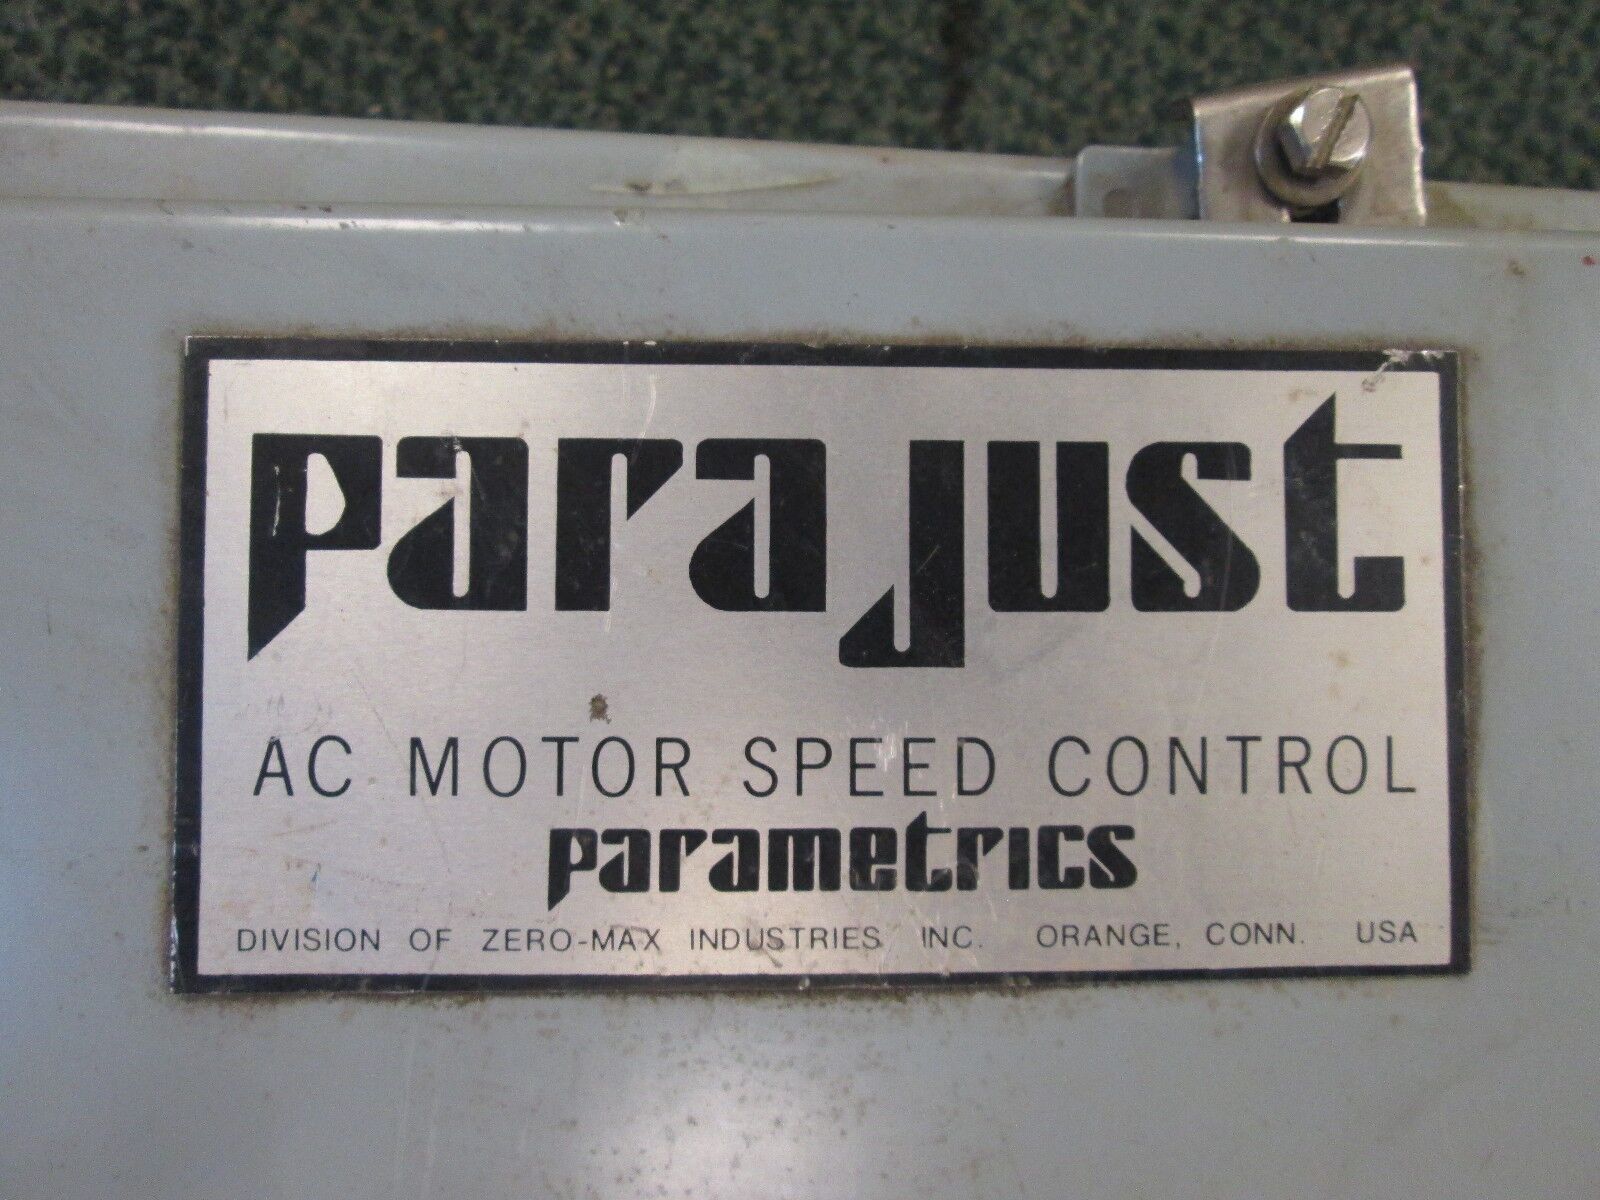 parajust
AC MOTOR SPEED CONTROL
parametrics
DIVISION OF ZERO-MAX INDUSTRIES INC. ORANGE, CONN. USA